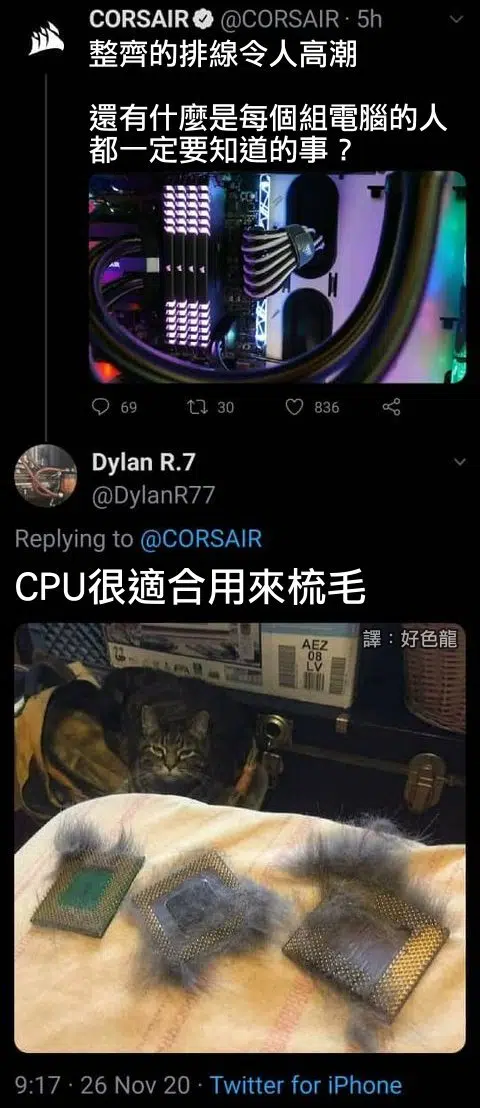 CORSAIR @CORSAIR · 5h
整齊的排線令人高潮
還有什麼是每個組電腦的人
都一定要知道的事？
69 30 836
Dylan R.7
@DylanR77
Replying to @CORSAIR
CPU很適合用來梳毛
譯：好色龍
AEZ
08
LV
9:17 · 26 Nov 20 · Twitter for iPhone